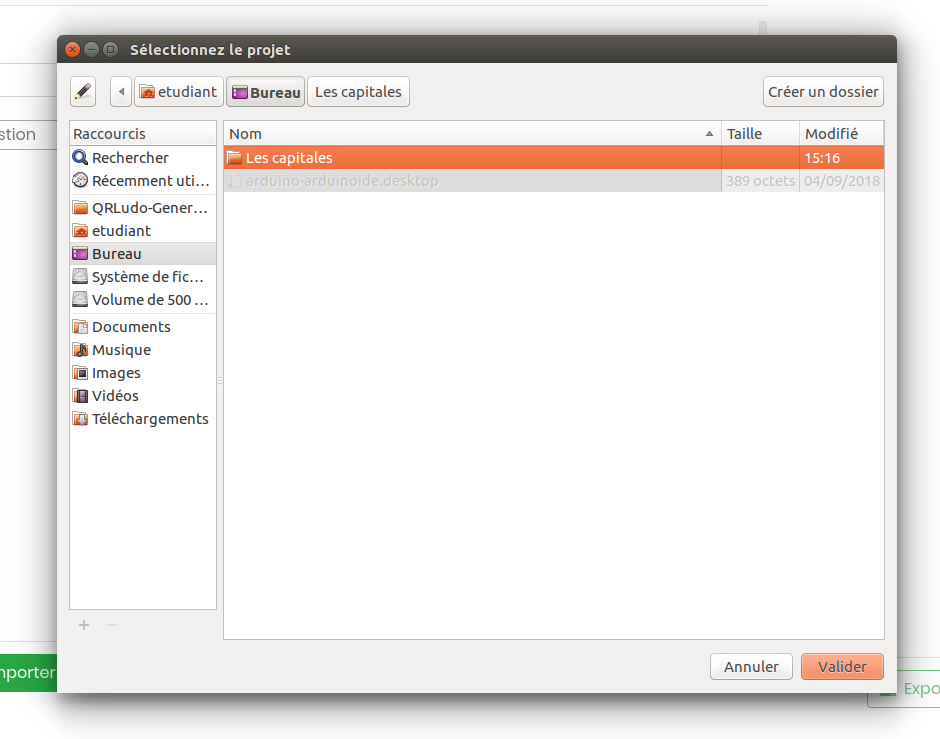 Sélectionnez le projet
etudiant Bureau Les capitales Créer un dossier
Raccourcis
Rechercher
Récemment uti...
QRLudo-Gener...
etudiant
Bureau
Système de fic...
Volume de 500 ...
Documents
Musique
Images
Vidéos
Téléchargements
Nom Taille Modifié
Les capitales 15:16
arduino-arduinoide.desktop 389 octets 04/09/2018
+ −
Annuler Valider
stion
mporter
Expo